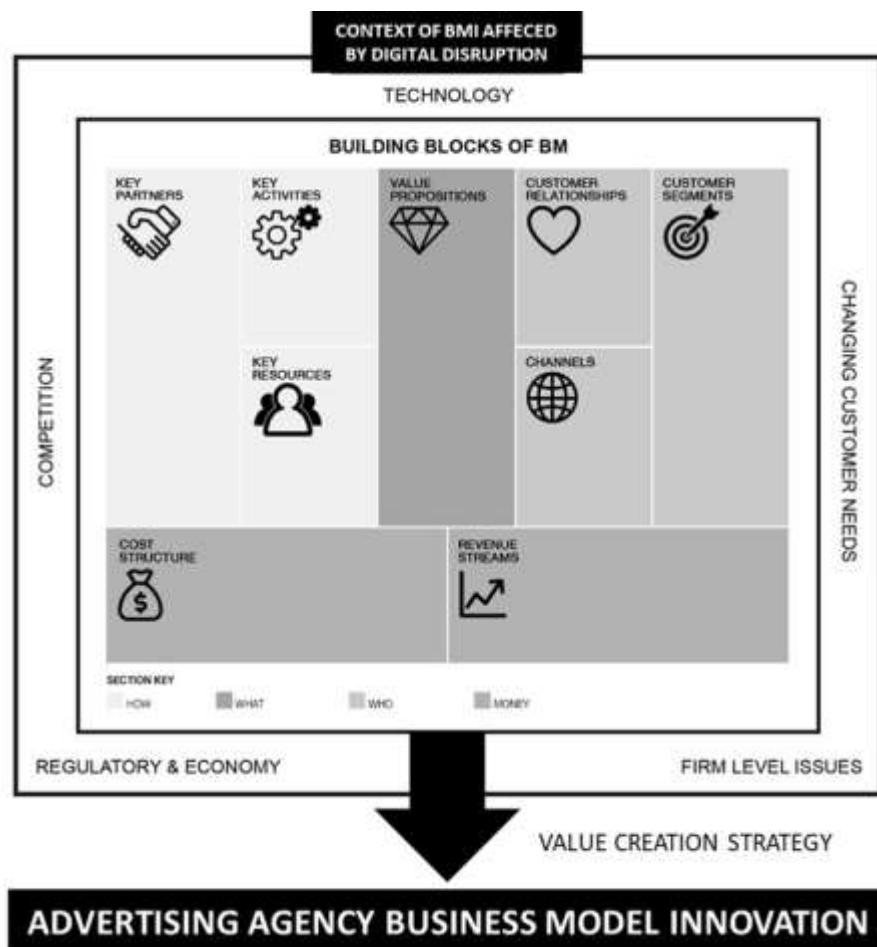 CONTEXT OF BMI AFFECED
BY DIGITAL DISRUPTION
TECHNOLOGY
BUILDING BLOCKS OF BM
KEY
PARTNERS
KEY
ACTIVITIES
VALUE
PROPOSITIONS
CUSTOMER
RELATIONSHIPS
CUSTOMER
SEGMENTS
COMPETITION
KEY
RESOURCES
CHANNELS
CHANGING CUSTOMER NEEDS
COST
STRUCTURE
$
REVENUE
STREAMS
SECTION KEY
HOW
WHAT
WHO
MONEY
REGULATORY & ECONOMY
FIRM LEVEL ISSUES
VALUE CREATION STRATEGY
ADVERTISING AGENCY BUSINESS MODEL INNOVATION